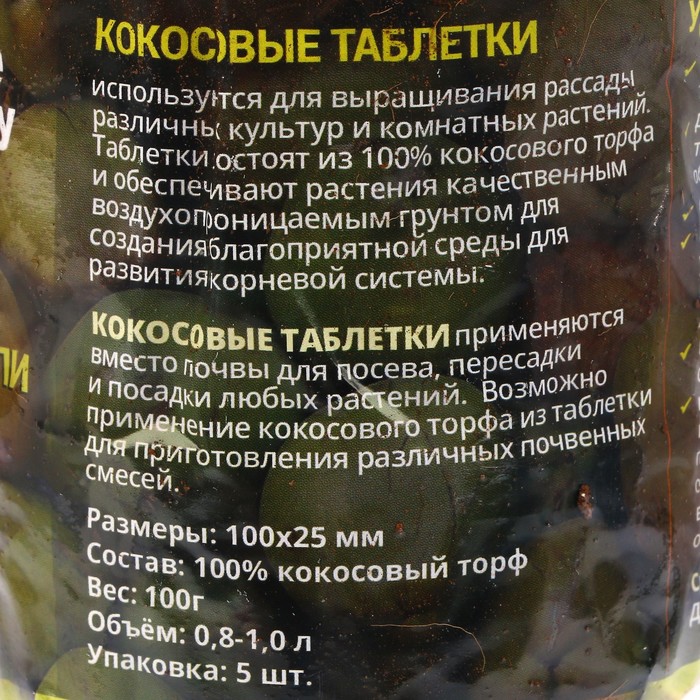 КОКОСОВЫЕ ТАБЛЕТКИ
используются для выращивания рассады
различных культур и комнатных растений.
Таблетки состоят из 100% кокосового торфа
и обеспечивают растения качественным
воздухопроницаемым грунтом для
создания благоприятной среды для
развития корневой системы.
КОКОСОВЫЕ ТАБЛЕТКИ применяются
вместо почвы для посева, пересадки
и посадки любых растений. Возможно
применение кокосового торфа из таблетки
для приготовления различных почвенных
смесей.
Размеры: 100х25 мм
Состав: 100% кокосовый торф
Вес: 100г
Объём: 0,8-1,0 л
Упаковка: 5 шт.